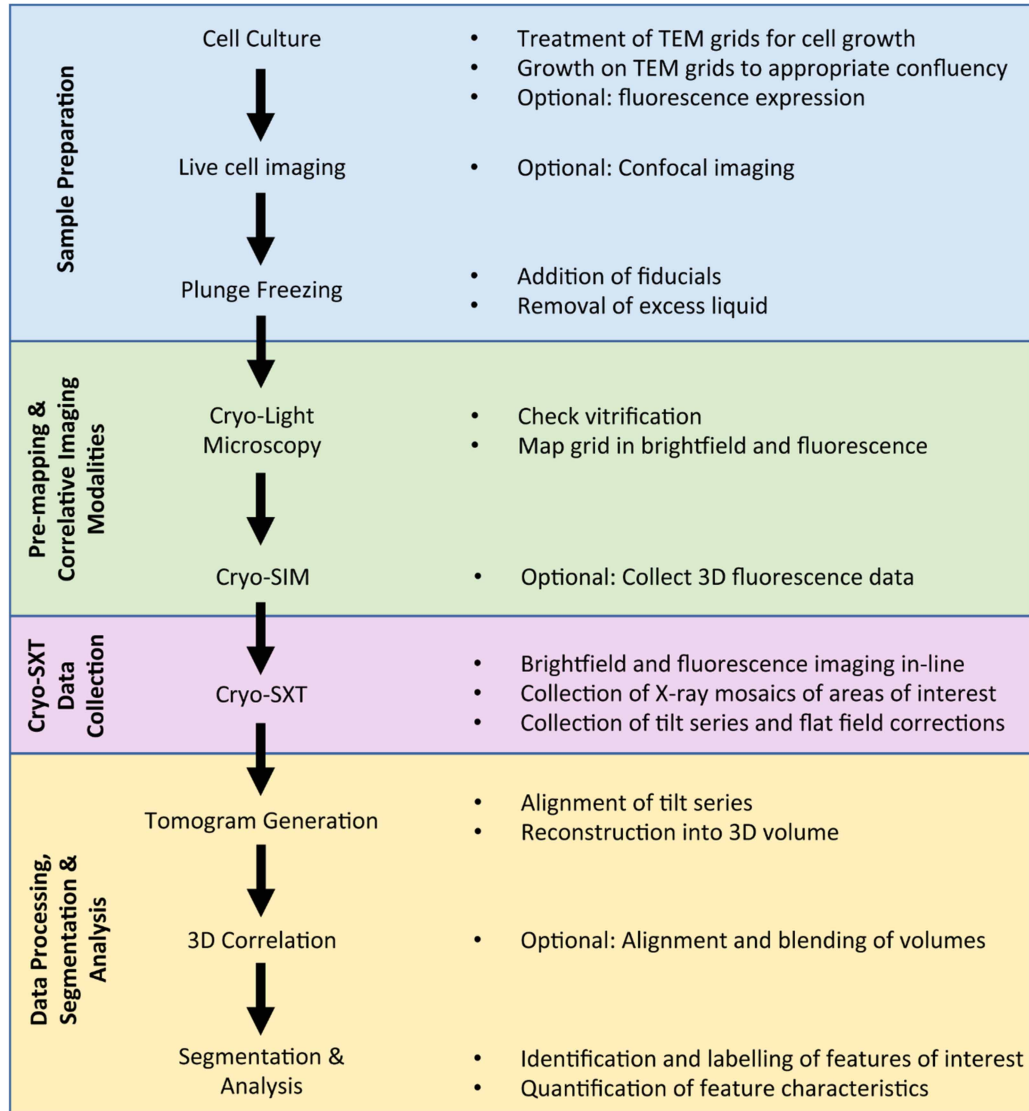 Sample Preparation
Cell Culture
• Treatment of TEM grids for cell growth
• Growth on TEM grids to appropriate confluency
• Optional: fluorescence expression
Live cell imaging
• Optional: Confocal imaging
Plunge Freezing
• Addition of fiducials
• Removal of excess liquid
Pre-mapping &
Correlative Imaging
Modalities
Cryo-Light
Microscopy
• Check vitrification
• Map grid in brightfield and fluorescence
Cryo-SIM
• Optional: Collect 3D fluorescence data
Cryo-SXT
Data
Collection
Cryo-SXT
• Brightfield and fluorescence imaging in-line
• Collection of X-ray mosaics of areas of interest
• Collection of tilt series and flat field corrections
Data Processing,
Segmentation &
Analysis
Tomogram Generation
• Alignment of tilt series
• Reconstruction into 3D volume
3D Correlation
• Optional: Alignment and blending of volumes
Segmentation &
Analysis
• Identification and labelling of features of interest
• Quantification of feature characteristics